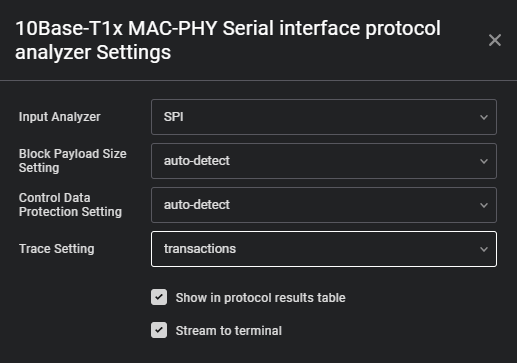 10Base-T1x MAC-PHY Serial interface protocol
analyzer Settings
Input Analyzer
SPI
Block Payload Size
Setting
auto-detect
Control Data
Protection Setting
auto-detect
Trace Setting
transactions
Show in protocol results table
Stream to terminal